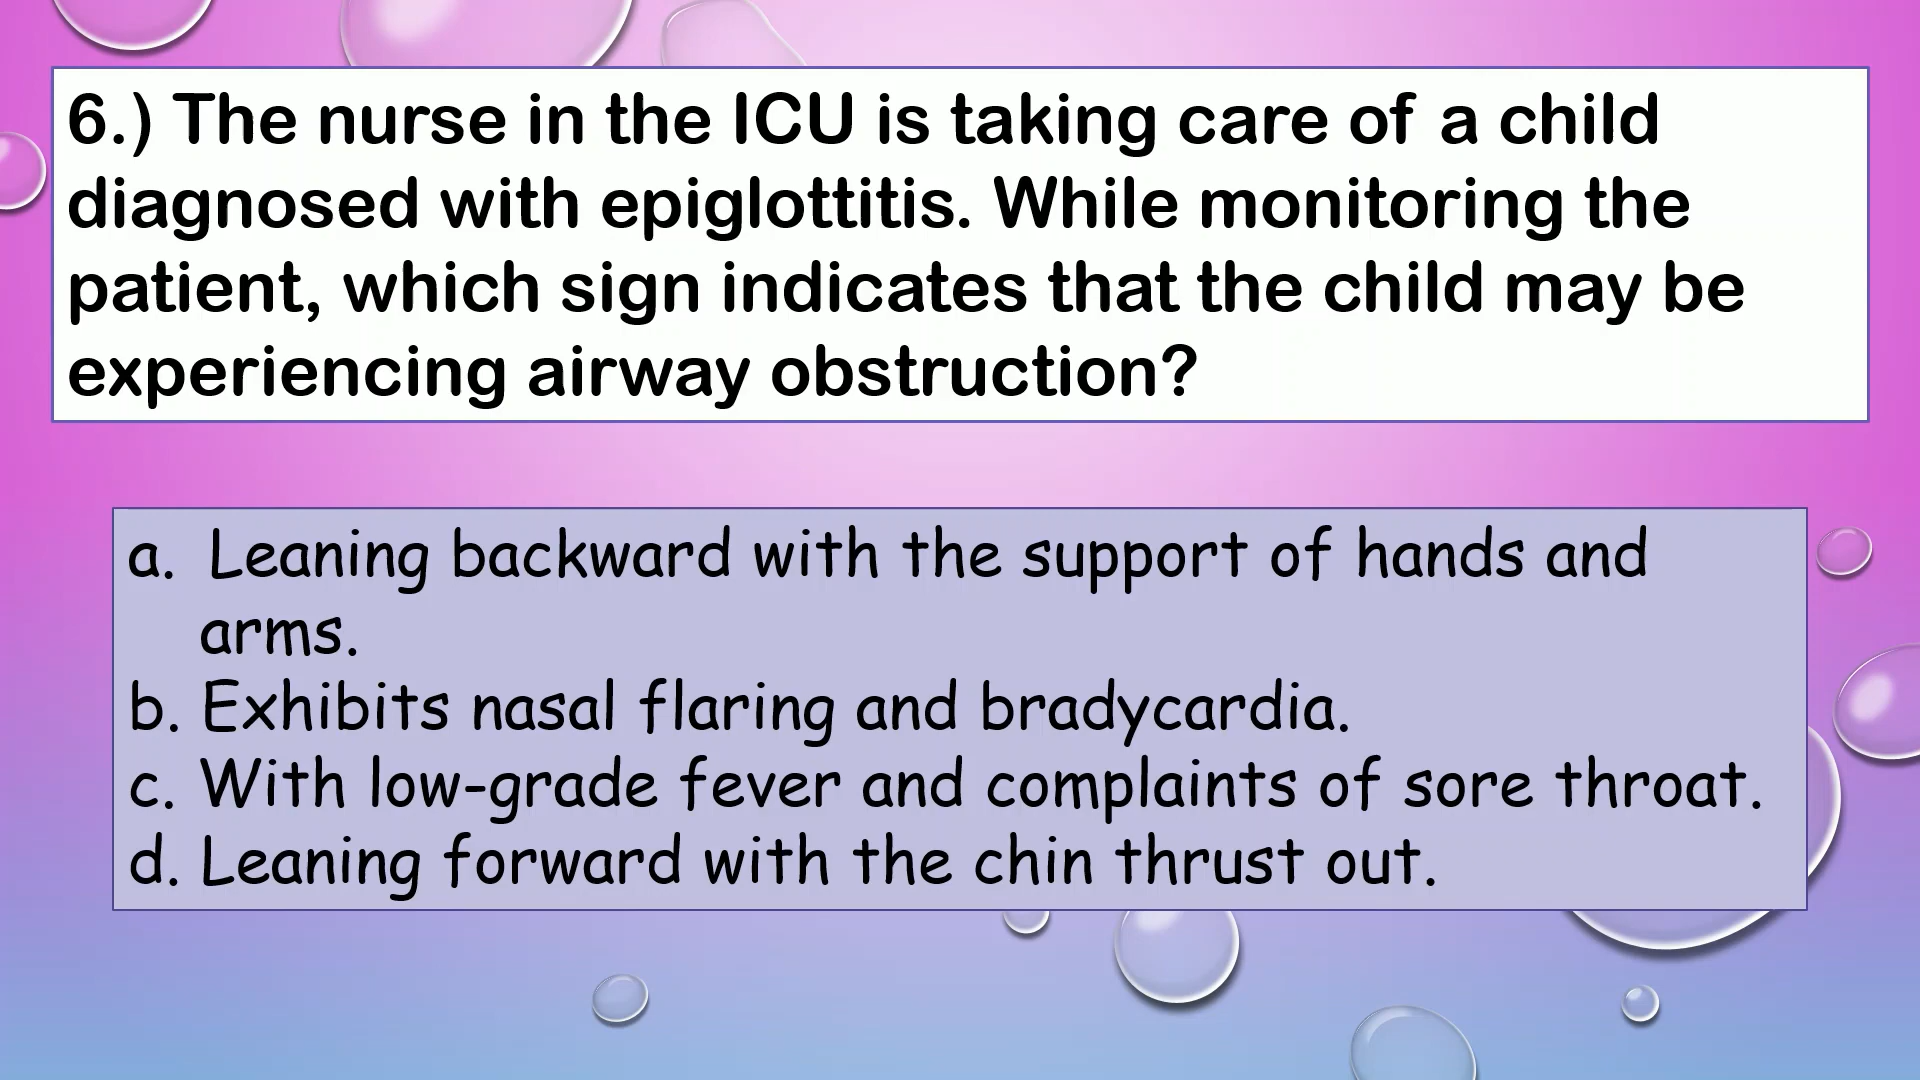 6.) The nurse in the ICU is taking care of a child
diagnosed with epiglottitis. While monitoring the
patient, which sign indicates that the child may be
experiencing airway obstruction?
a. Leaning backward with the support of hands and
arms.
b. Exhibits nasal flaring and bradycardia.
c. With low-grade fever and complaints of sore throat.
d. Leaning forward with the chin thrust out.